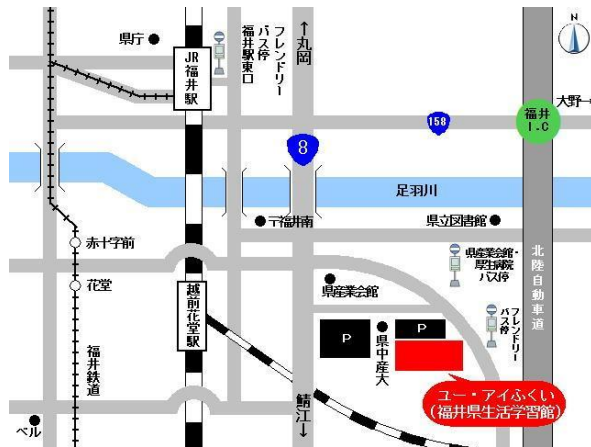 県庁
JR福井駅
フレンドリー
バス停
福井駅東口
↑丸岡
N
大野→
福井
I.C
158
8
足羽川
〒福井南
県立図書館
赤十字前
県産業会館・
厚生病院
バス停
北陸自動車道
花堂
県産業会館
越前花堂駅
フレンドリー
バス停
P
P
県中産大
福井鉄道
ユー・アイふくい
(福井県生活学習館)
鯖江↓
ベル